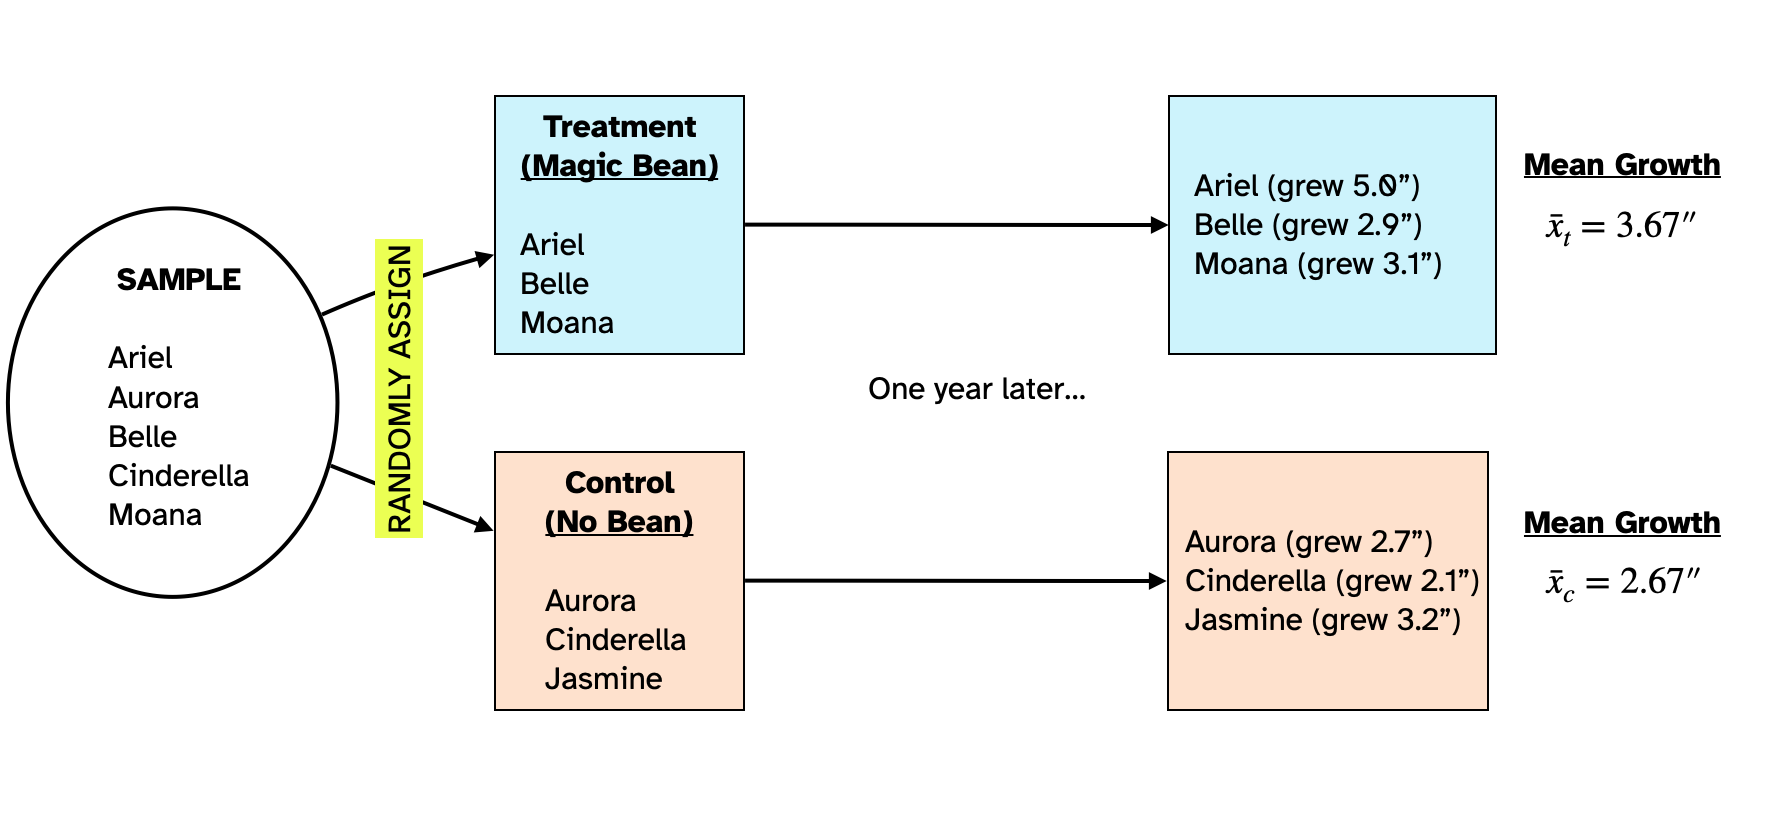 SAMPLE
Ariel
Aurora
Belle
Cinderella
Moana
RANDOMLY ASSIGN
Treatment
(Magic Bean)
Ariel
Belle
Moana
Control
(No Bean)
Aurora
Cinderella
Jasmine
One year later...
Ariel (grew 5.0”)
Belle (grew 2.9”)
Moana (grew 3.1”)
Mean Growth
x̄ₜ = 3.67″
Aurora (grew 2.7”)
Cinderella (grew 2.1”)
Jasmine (grew 3.2”)
Mean Growth
x̄_c = 2.67″